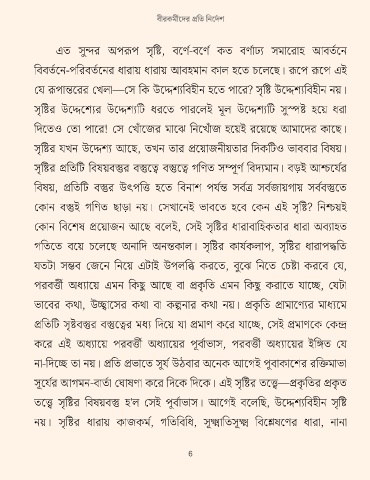 বীরকর্মীদের প্রতি নির্দেশ
এত সুন্দর অপরূপ সৃষ্টি, বর্ণে-বর্ণে কত বর্ণাঢ্য সমারোহ আবর্তনে
বিবর্তনে-পরিবর্তনের ধারায় ধারায় আবহমান কাল হতে চলেছে। রূপে রূপে এই
যে রূপান্তরের খেলা—সে কি উদ্দেশ্যবিহীন হতে পারে? সৃষ্টি উদ্দেশ্যবিহীন নয়।
সৃষ্টির উদ্দেশ্যের উদ্দেশ্যটি ধরতে পারলেই মূল উদ্দেশ্যটি সুস্পষ্ট হয়ে ধরা
দিতেও তো পারে! সে খোঁজের মাঝে নিখোঁজ হয়েই রয়েছে আমাদের কাছে।
সৃষ্টির যখন উদ্দেশ্য আছে, তখন তার প্রয়োজনীয়তার দিকটিও ভাববার বিষয়।
সৃষ্টির প্রতিটি বিষয়বস্তুর বস্তুত্বে বস্তুত্বে গণিত সম্পূর্ণ বিদ্যমান। বড়ই আশ্চর্যের
বিষয়, প্রতিটি বস্তুর উৎপত্তি হতে বিনাশ পর্যন্ত সর্বত্র সর্বজায়গায় সর্ববস্তুতে
কোন বস্তুই গণিত ছাড়া নয়। সেখানেই ভাবতে হবে কেন এই সৃষ্টি? নিশ্চয়ই
কোন বিশেষ প্রয়োজন আছে বলেই, সেই সৃষ্টির ধারাবাহিকতার ধারা অব্যাহত
গতিতে বয়ে চলেছে অনাদি অনন্তকাল। সৃষ্টির কার্যকলাপ, সৃষ্টির ধারাপদ্ধতি
যতটা সম্ভব জেনে নিয়ে এটাই উপলব্ধি করতে, বুঝে নিতে চেষ্টা করবে যে,
পরবর্ত্তী অধ্যায়ে এমন কিছু আছে বা প্রকৃতি এমন কিছু করাতে যাচ্ছে, যেটা
ভাবের কথা, উচ্ছ্বাসের কথা বা কল্পনার কথা নয়। প্রকৃতি প্রামাণ্যের মাধ্যমে
প্রতিটি সৃষ্টবস্তুর বস্তুত্বের মধ্য দিয়ে যা প্রমাণ করে যাচ্ছে, সেই প্রমাণকে কেন্দ্র
করে এই অধ্যায়ে পরবর্ত্তী অধ্যায়ের পূর্বাভাস, পরবর্ত্তী অধ্যায়ের ইঙ্গিত যে
না-দিচ্ছে তা নয়। প্রতি প্রভাতে সূর্য উঠবার অনেক আগেই পুবাকাশের রক্তিমাভা
সূর্যের আগমন-বার্তা ঘোষণা করে দিকে দিকে। এই সৃষ্টির তত্ত্বে—প্রকৃতির প্রকৃত
তত্ত্বে সৃষ্টির বিষয়বস্তু হ'ল সেই পূর্বাভাস। আগেই বলেছি, উদ্দেশ্যবিহীন সৃষ্টি
নয়। সৃষ্টির ধারায় কাজকর্ম, গতিবিধি, সূক্ষ্মাতিসূক্ষ্ম বিশ্লেষণের ধারা, নানা
6